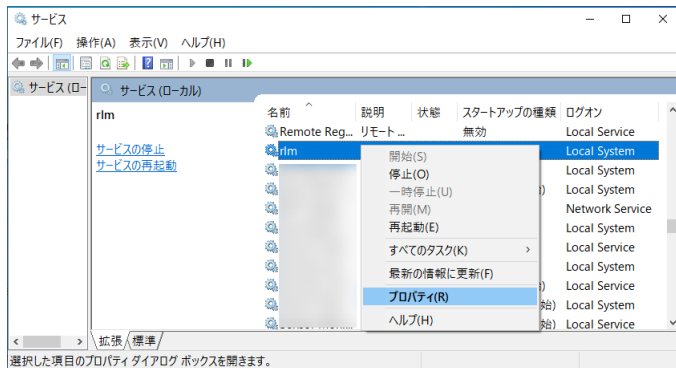 サービス
ファイル(F) 操作(A) 表示(V) ヘルプ(H)
サービス (ロー
サービス (ローカル)
rlm
サービスの停止
サービスの再起動
名前 説明 状態 スタートアップの種類 ログオン
Remote Reg... リモート ... 無効 Local Service
rlm Local System
Local System
Local System
Network Service
Local System
Local Service
Local System
Local Service
始) Local System
始) Local Service
開始(S)
停止(O)
一時停止(U)
再開(M)
再起動(E)
すべてのタスク(K)
最新の情報に更新(F)
プロパティ(R)
ヘルプ(H)
拡張 標準
選択した項目のプロパティ ダイアログ ボックスを開きます。